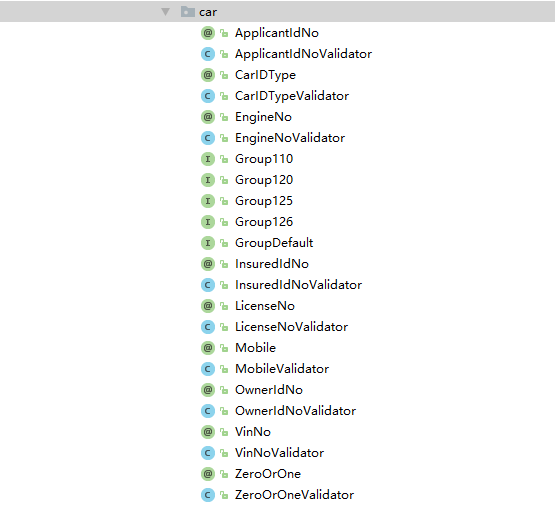 car
ApplicantIdNo
ApplicantIdNoValidator
CarIDType
CarIDTypeValidator
EngineNo
EngineNoValidator
Group110
Group120
Group125
Group126
GroupDefault
InsuredIdNo
InsuredIdNoValidator
LicenseNo
LicenseNoValidator
Mobile
MobileValidator
OwnerIdNo
OwnerIdNoValidator
VinNo
VinNoValidator
ZeroOrOne
ZeroOrOneValidator